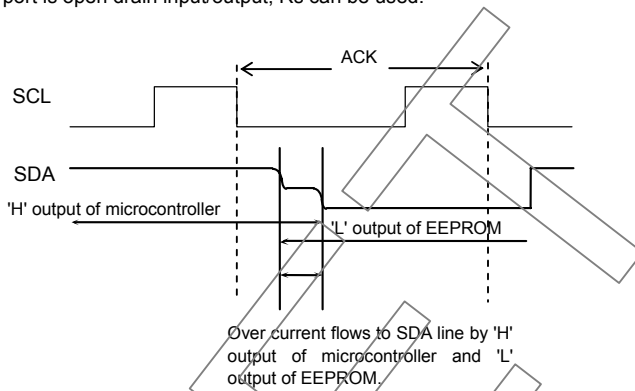 port is open drain input/output, Rs can be used.
ACK
SCL
SDA
'H' output of microcontroller
'L' output of EEPROM
Over current flows to SDA line by 'H'
output of microcontroller and 'L'
output of EEPROM.